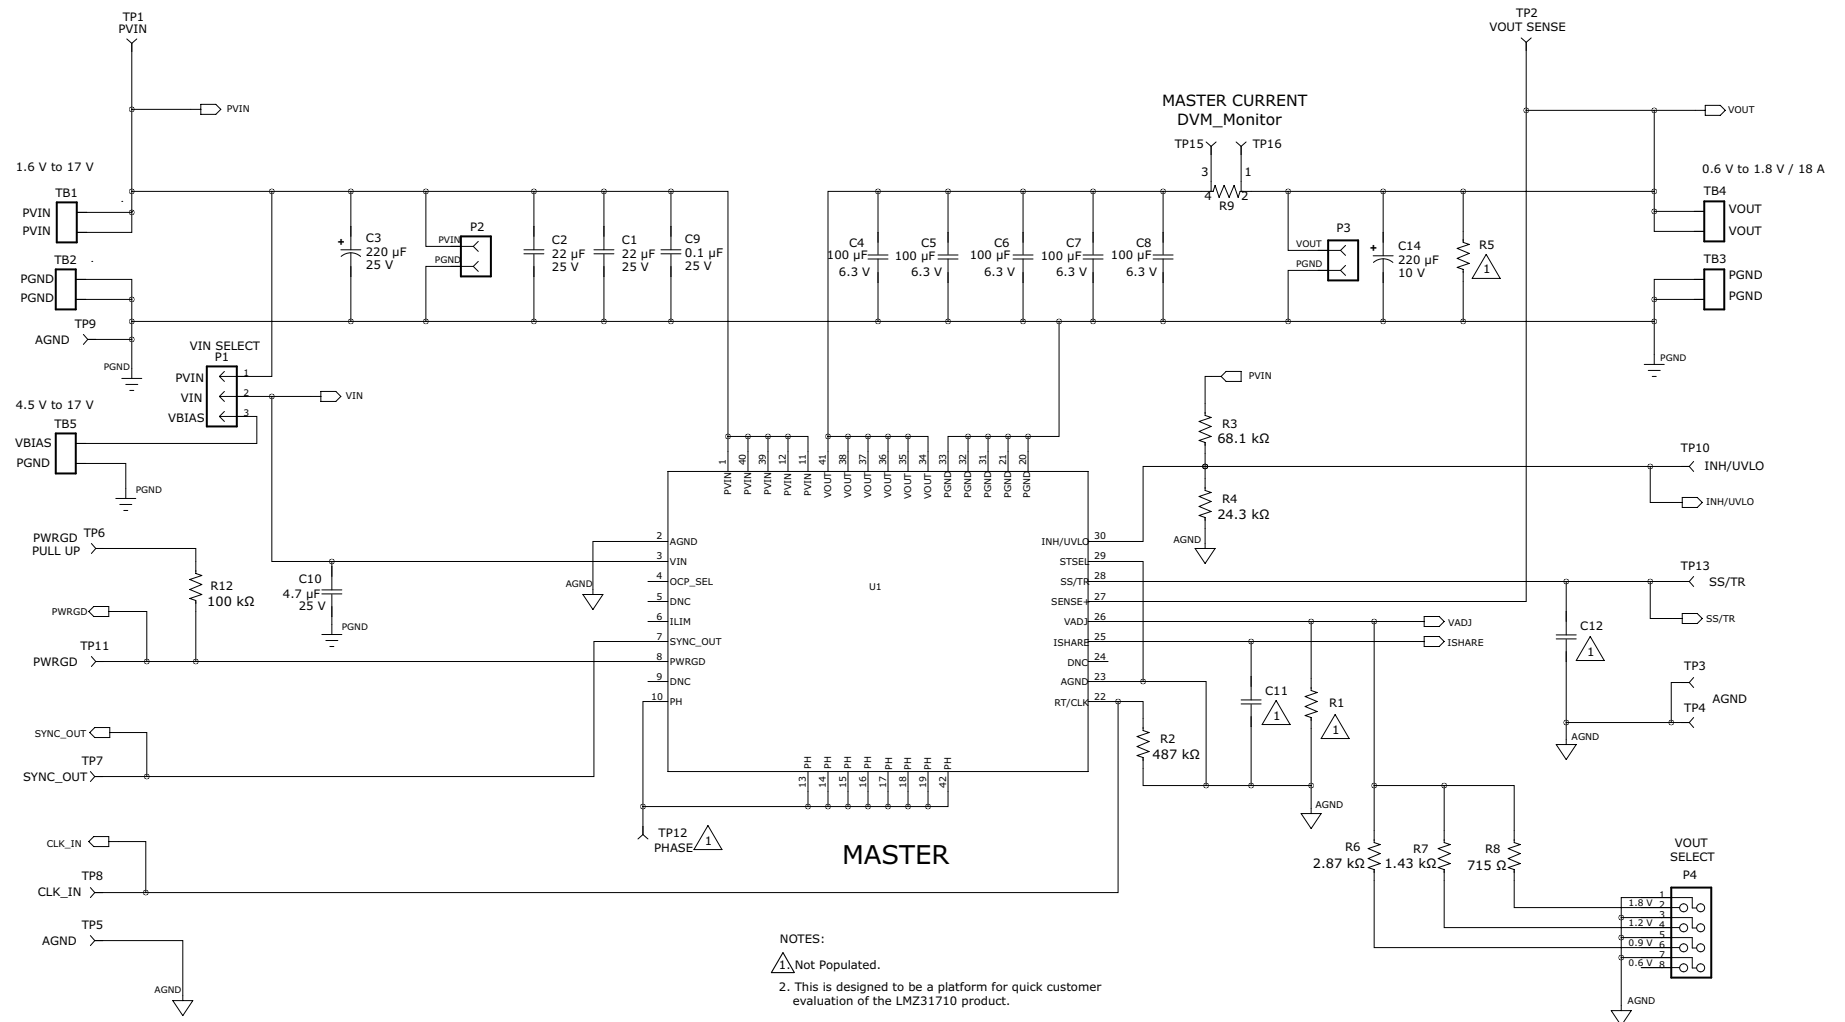 TP1
PVIN
TP2
VOUT SENSE
PVIN
MASTER CURRENT
DVM_Monitor
TP15
TP16
VOUT
1.6 V to 17 V
0.6 V to 1.8 V / 18 A
3
1
4
2
R9
TB1
PVIN
PVIN
TB4
VOUT
VOUT
C3
220 µF
25 V
P2
PVIN
PGND
C2
22 µF
25 V
C1
22 µF
25 V
C9
0.1 µF
25 V
C4
100 µF
6.3 V
C5
100 µF
6.3 V
C6
100 µF
6.3 V
C7
100 µF
6.3 V
C8
100 µF
6.3 V
P3
VOUT
PGND
C14
220 µF
10 V
R5
1
TB2
PGND
PGND
TB3
PGND
PGND
TP9
AGND
PGND
PGND
VIN SELECT
P1
PVIN 1
VIN 2
VBIAS 3
VIN
4.5 V to 17 V
TB5
VBIAS
PGND
PGND
PVIN
R3
68.1 kΩ
R4
24.3 kΩ
AGND
TP10
INH/UVLO
INH/UVLO
1 40 39 12 11 41 38 37 36 35 34 33 32 31 21 20
PVIN PVIN PVIN PVIN PVIN VOUT VOUT VOUT VOUT VOUT VOUT PGND PGND PGND PGND PGND
PWRGD
PULL UP
TP6
R12
100 kΩ
PWRGD
TP11
PWRGD
C10
4.7 µF
25 V
PGND
AGND
2 AGND
3 VIN
4 OCP_SEL
5 DNC
6 ILIM
7 SYNC_OUT
8 PWRGD
9 DNC
10 PH
U1
INH/UVLO 30
STSEL 29
SS/TR 28
SENSE+ 27
VADJ 26
ISHARE 25
DNC 24
AGND 23
RT/CLK 22
PH PH PH PH PH PH PH PH
13 14 15 16 17 18 19 42
TP13
SS/TR
SS/TR
VADJ
ISHARE
C12
1
C11
1
R1
1
R2
487 kΩ
TP3
AGND
TP4
AGND
AGND
SYNC_OUT
TP7
SYNC_OUT
TP12
PHASE
1
MASTER
CLK_IN
TP8
CLK_IN
TP5
AGND
AGND
R6
2.87 kΩ
R7
1.43 kΩ
R8
715 Ω
VOUT
SELECT
P4
1
1.8 V 2
3
1.2 V 4
5
0.9 V 6
7
0.6 V 8
AGND
NOTES:
1. Not Populated.
2. This is designed to be a platform for quick customer
evaluation of the LMZ31710 product.